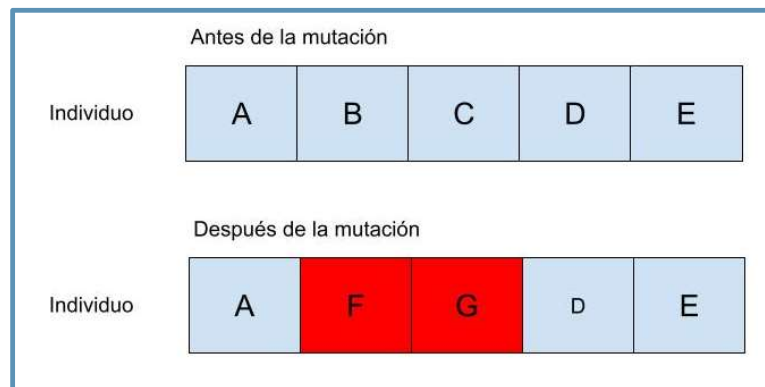 Antes de la mutación
Individuo A B C D E
Después de la mutación
Individuo A F G D E